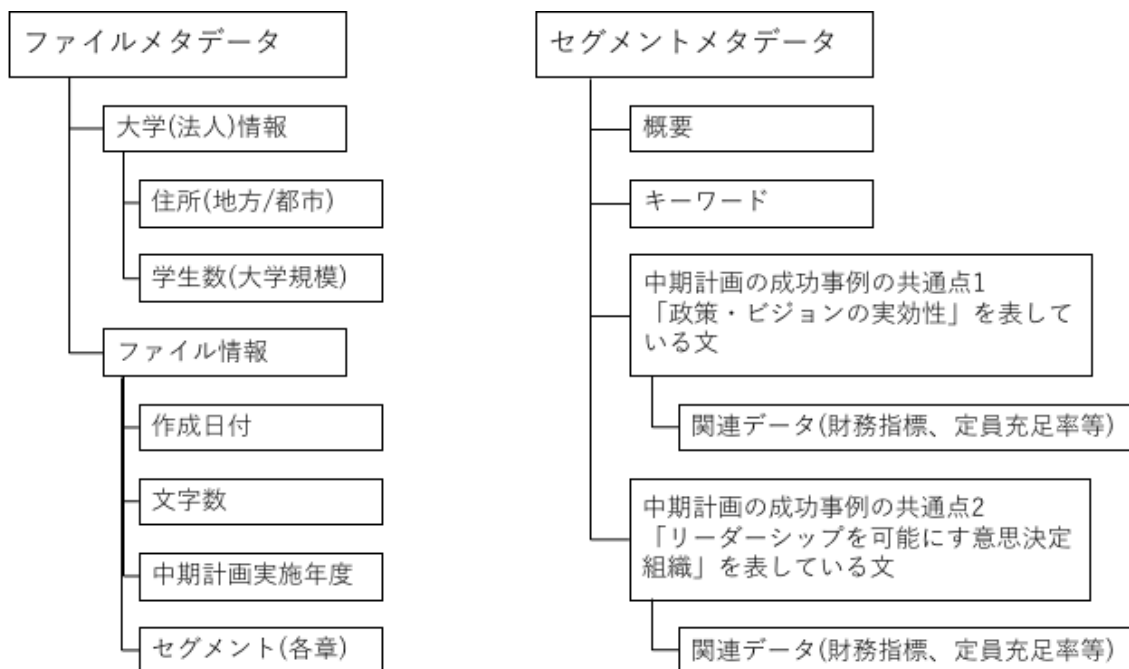 ファイルメタデータ
大学(法人)情報
住所(地方/都市)
学生数(大学規模)
ファイル情報
作成日付
文字数
中期計画実施年度
セグメント(各章)
セグメントメタデータ
概要
キーワード
中期計画の成功事例の共通点1
「政策・ビジョンの実効性」を表して
いる文
関連データ(財務指標、定員充足率等)
中期計画の成功事例の共通点2
「リーダーシップを可能にす意思決定
組織」を表している文
関連データ(財務指標、定員充足率等)